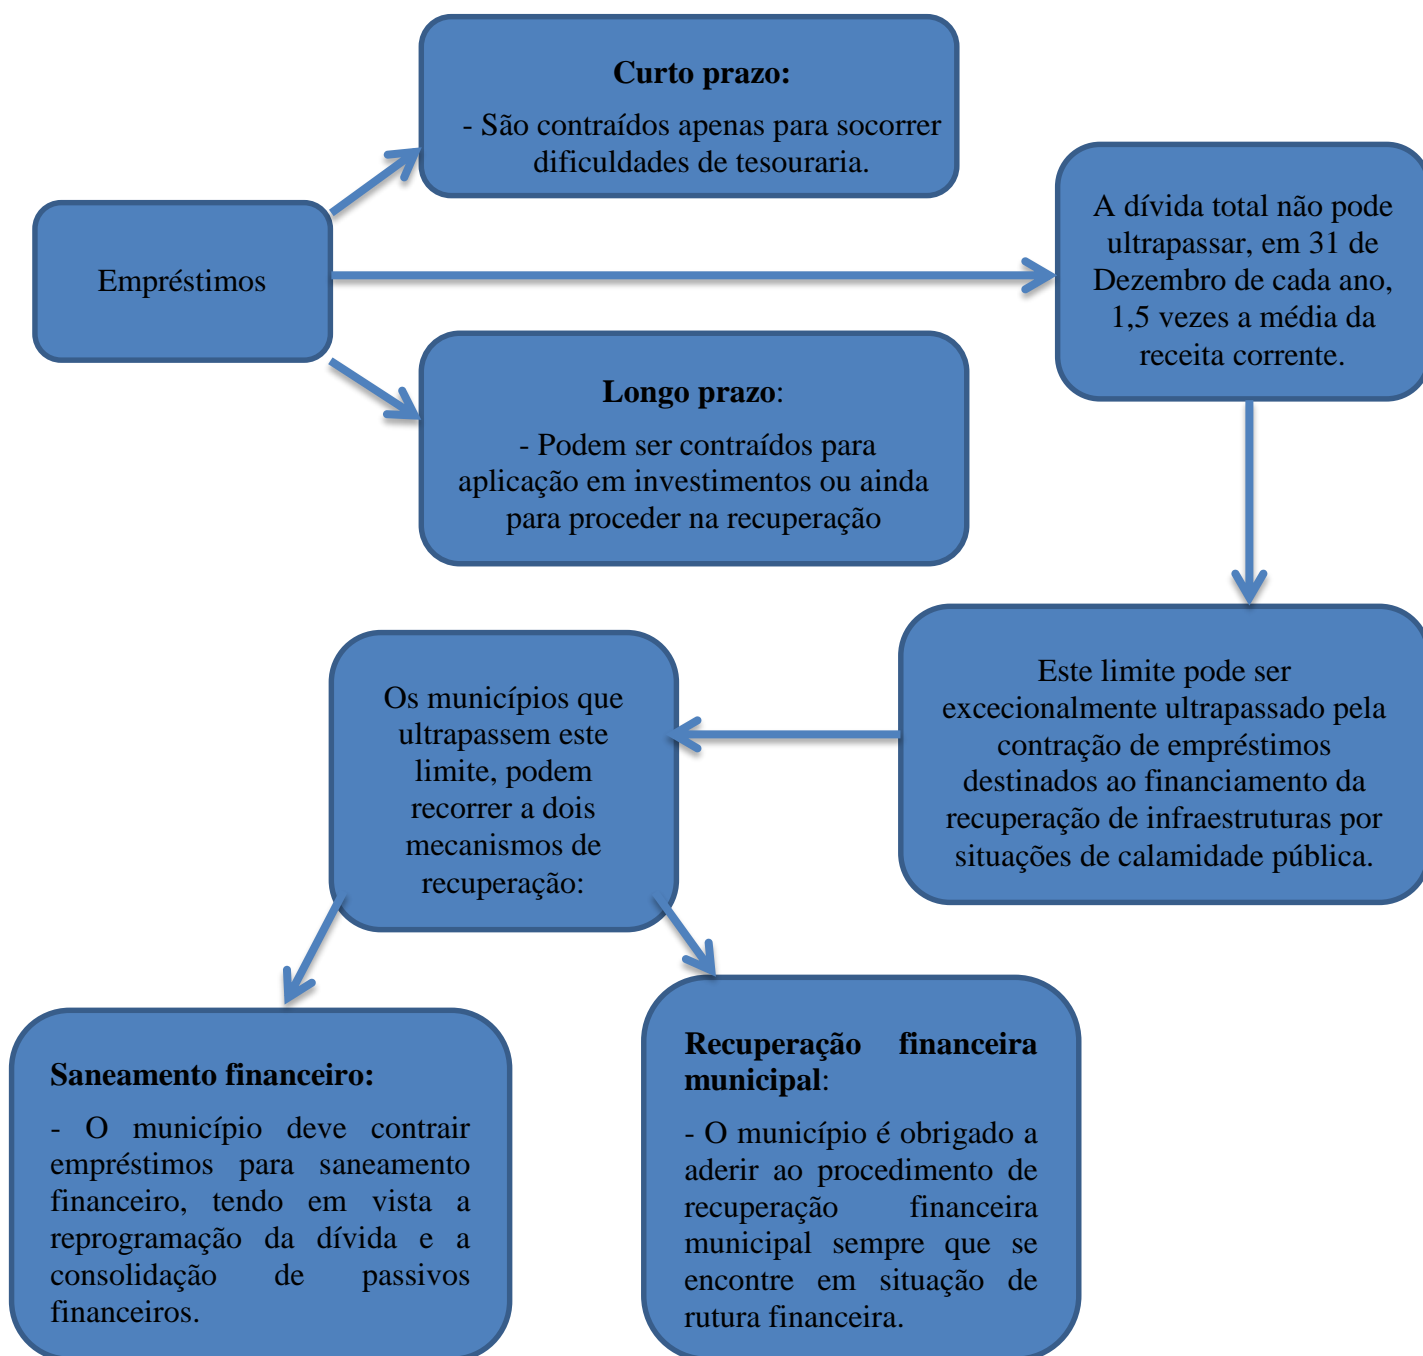 Curto prazo:
- São contraídos apenas para socorrer
dificuldades de tesouraria.
Empréstimos
A dívida total não pode
ultrapassar, em 31 de
Dezembro de cada ano,
1,5 vezes a média da
receita corrente.
Longo prazo:
- Podem ser contraídos para
aplicação em investimentos ou ainda
para proceder na recuperação
Este limite pode ser
excecionalmente ultrapassado pela
contração de empréstimos
destinados ao financiamento da
recuperação de infraestruturas por
situações de calamidade pública.
Os municípios que
ultrapassem este
limite, podem
recorrer a dois
mecanismos de
recuperação:
Saneamento financeiro:
- O município deve contrair
empréstimos para saneamento
financeiro, tendo em vista a
reprogramação da dívida e a
consolidação de passivos
financeiros.
Recuperação financeira
municipal:
- O município é obrigado a
aderir ao procedimento de
recuperação financeira
municipal sempre que se
encontre em situação de
rutura financeira.